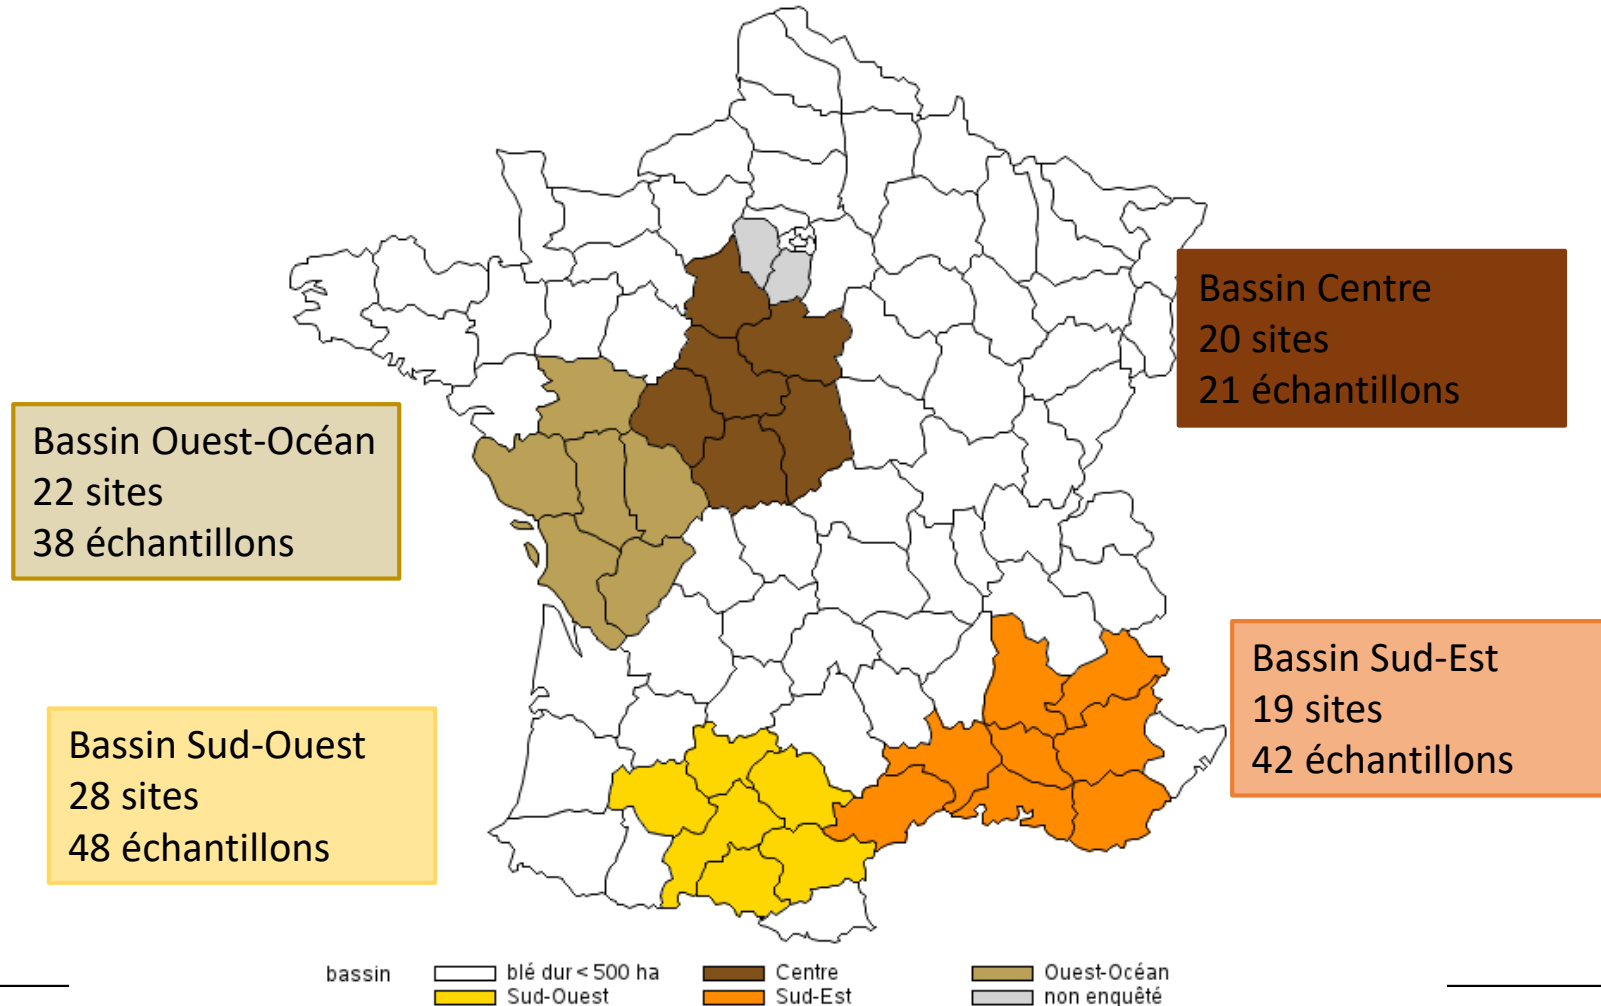 Bassin Centre
20 sites
21 échantillons
Bassin Ouest-Océan
22 sites
38 échantillons
Bassin Sud-Est
19 sites
42 échantillons
Bassin Sud-Ouest
28 sites
48 échantillons
bassin
blé dur < 500 ha
Centre
Ouest-Océan
Sud-Ouest
Sud-Est
non enquêté